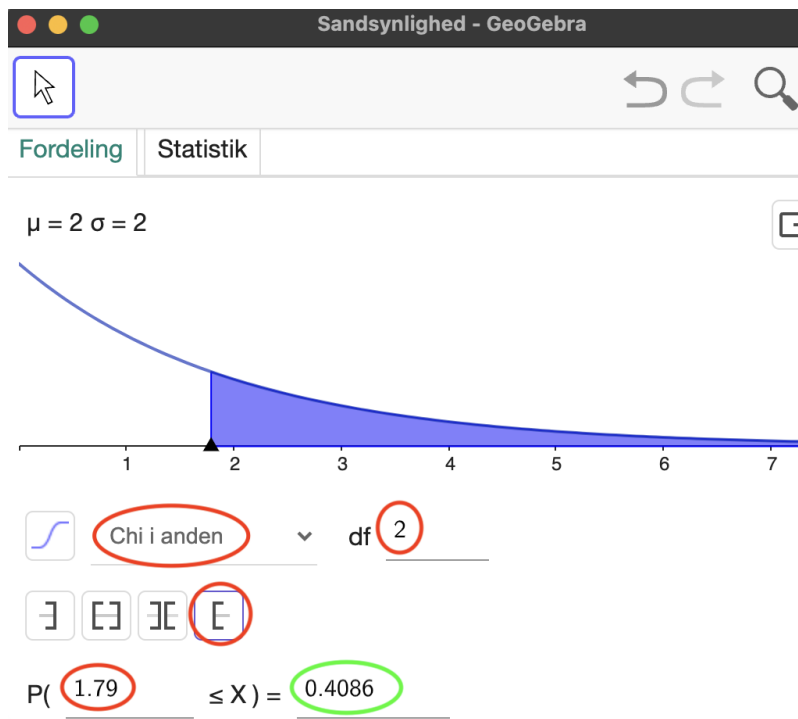 Sandsynlighed - GeoGebra
Fordeling Statistik
μ = 2 σ = 2
1 2 3 4 5 6 7
Chi i anden df 2
P( 1.79 ≤ X ) = 0.4086